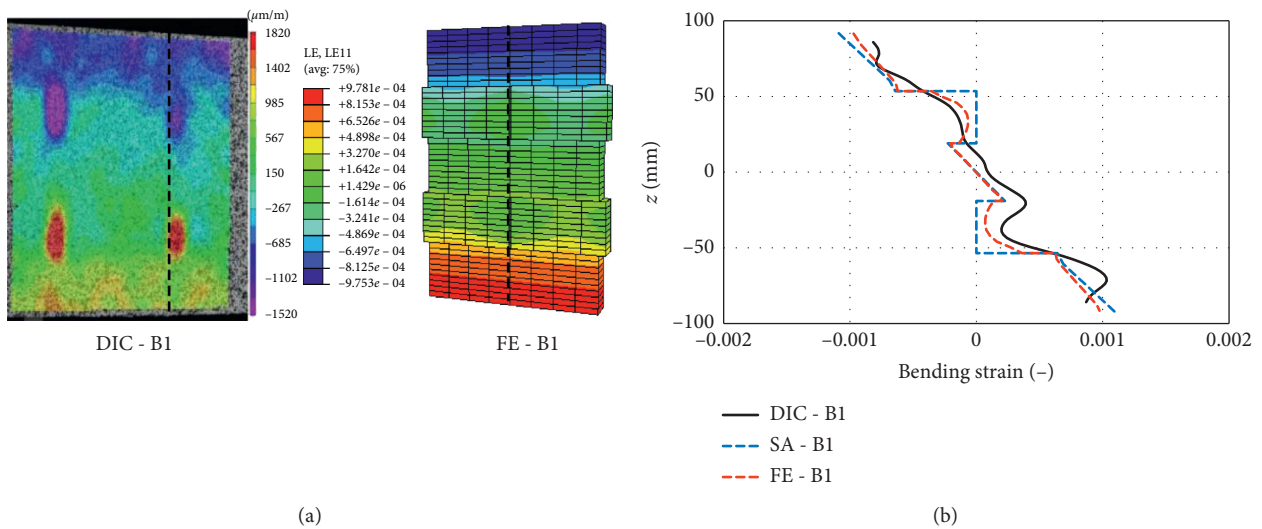 (µm/m)
1820
1402
985
567
150
−267
−685
−1102
−1520
DIC - B1
LE, LE11
(avg: 75%)
+9.781e − 04
+8.153e − 04
+6.526e − 04
+4.898e − 04
+3.270e − 04
+1.642e − 04
+1.429e − 06
−1.614e − 04
−3.241e − 04
−4.869e − 04
−6.497e − 04
−8.125e − 04
−9.753e − 04
FE - B1
(a)
z (mm)
100
50
0
−50
−100
−0.002
−0.001
0
0.001
0.002
Bending strain (–)
DIC - B1
SA - B1
FE - B1
(b)